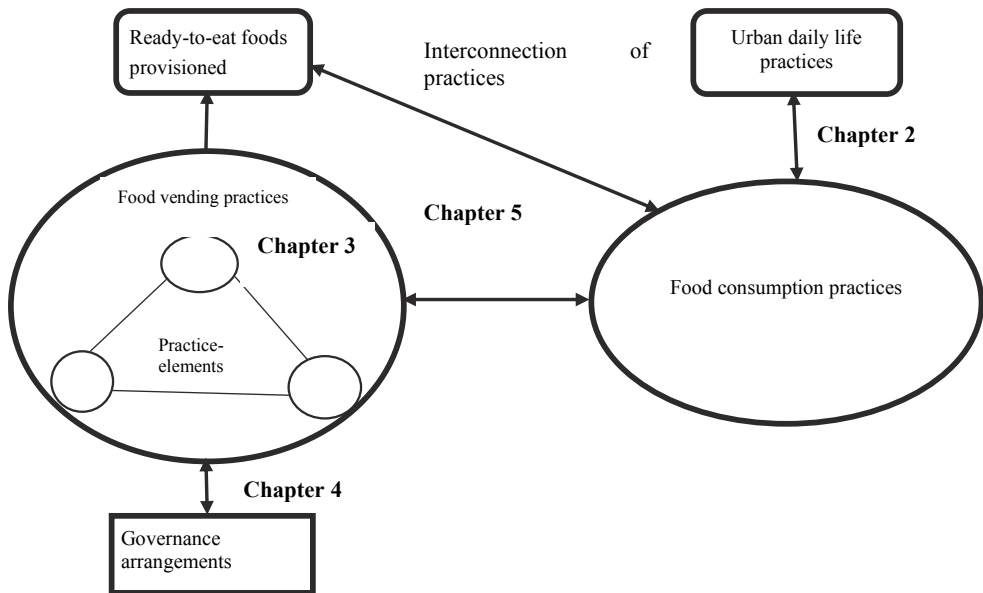 Ready-to-eat foods
provisioned
Interconnection of
practices
Urban daily life
practices
Chapter 2
Food vending practices
Chapter 5
Chapter 3
Food consumption practices
Practice-
elements
Chapter 4
Governance
arrangements